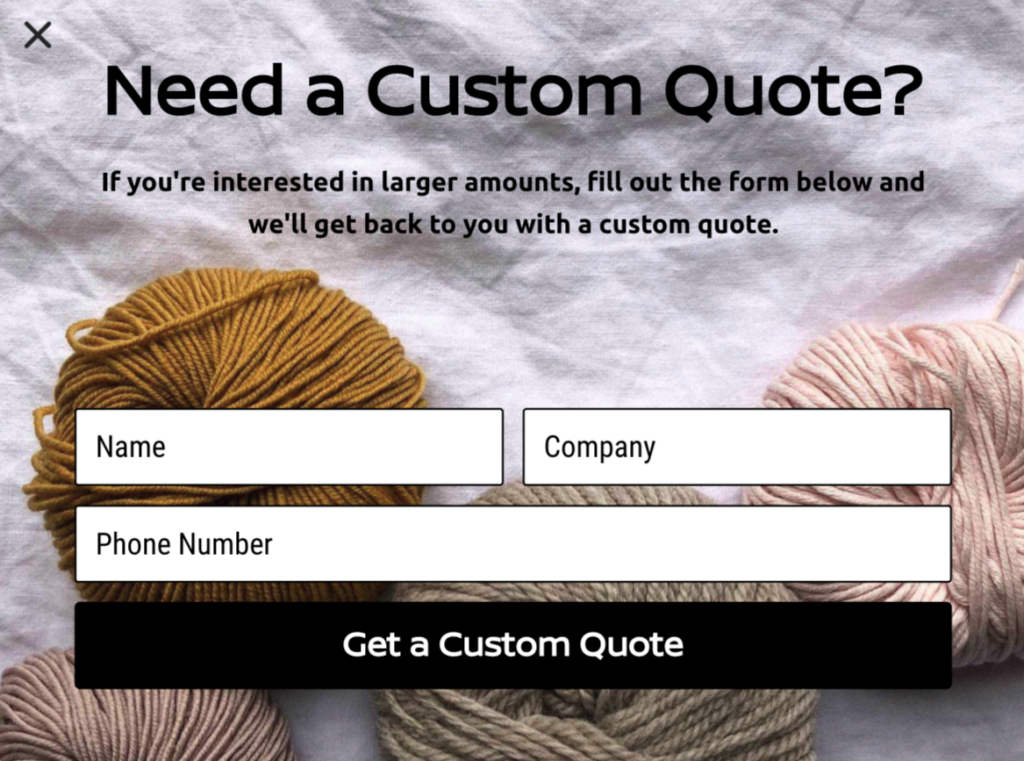 Need a Custom Quote?
If you're interested in larger amounts, fill out the form below and
we'll get back to you with a custom quote.
Name
Company
Phone Number
Get a Custom Quote